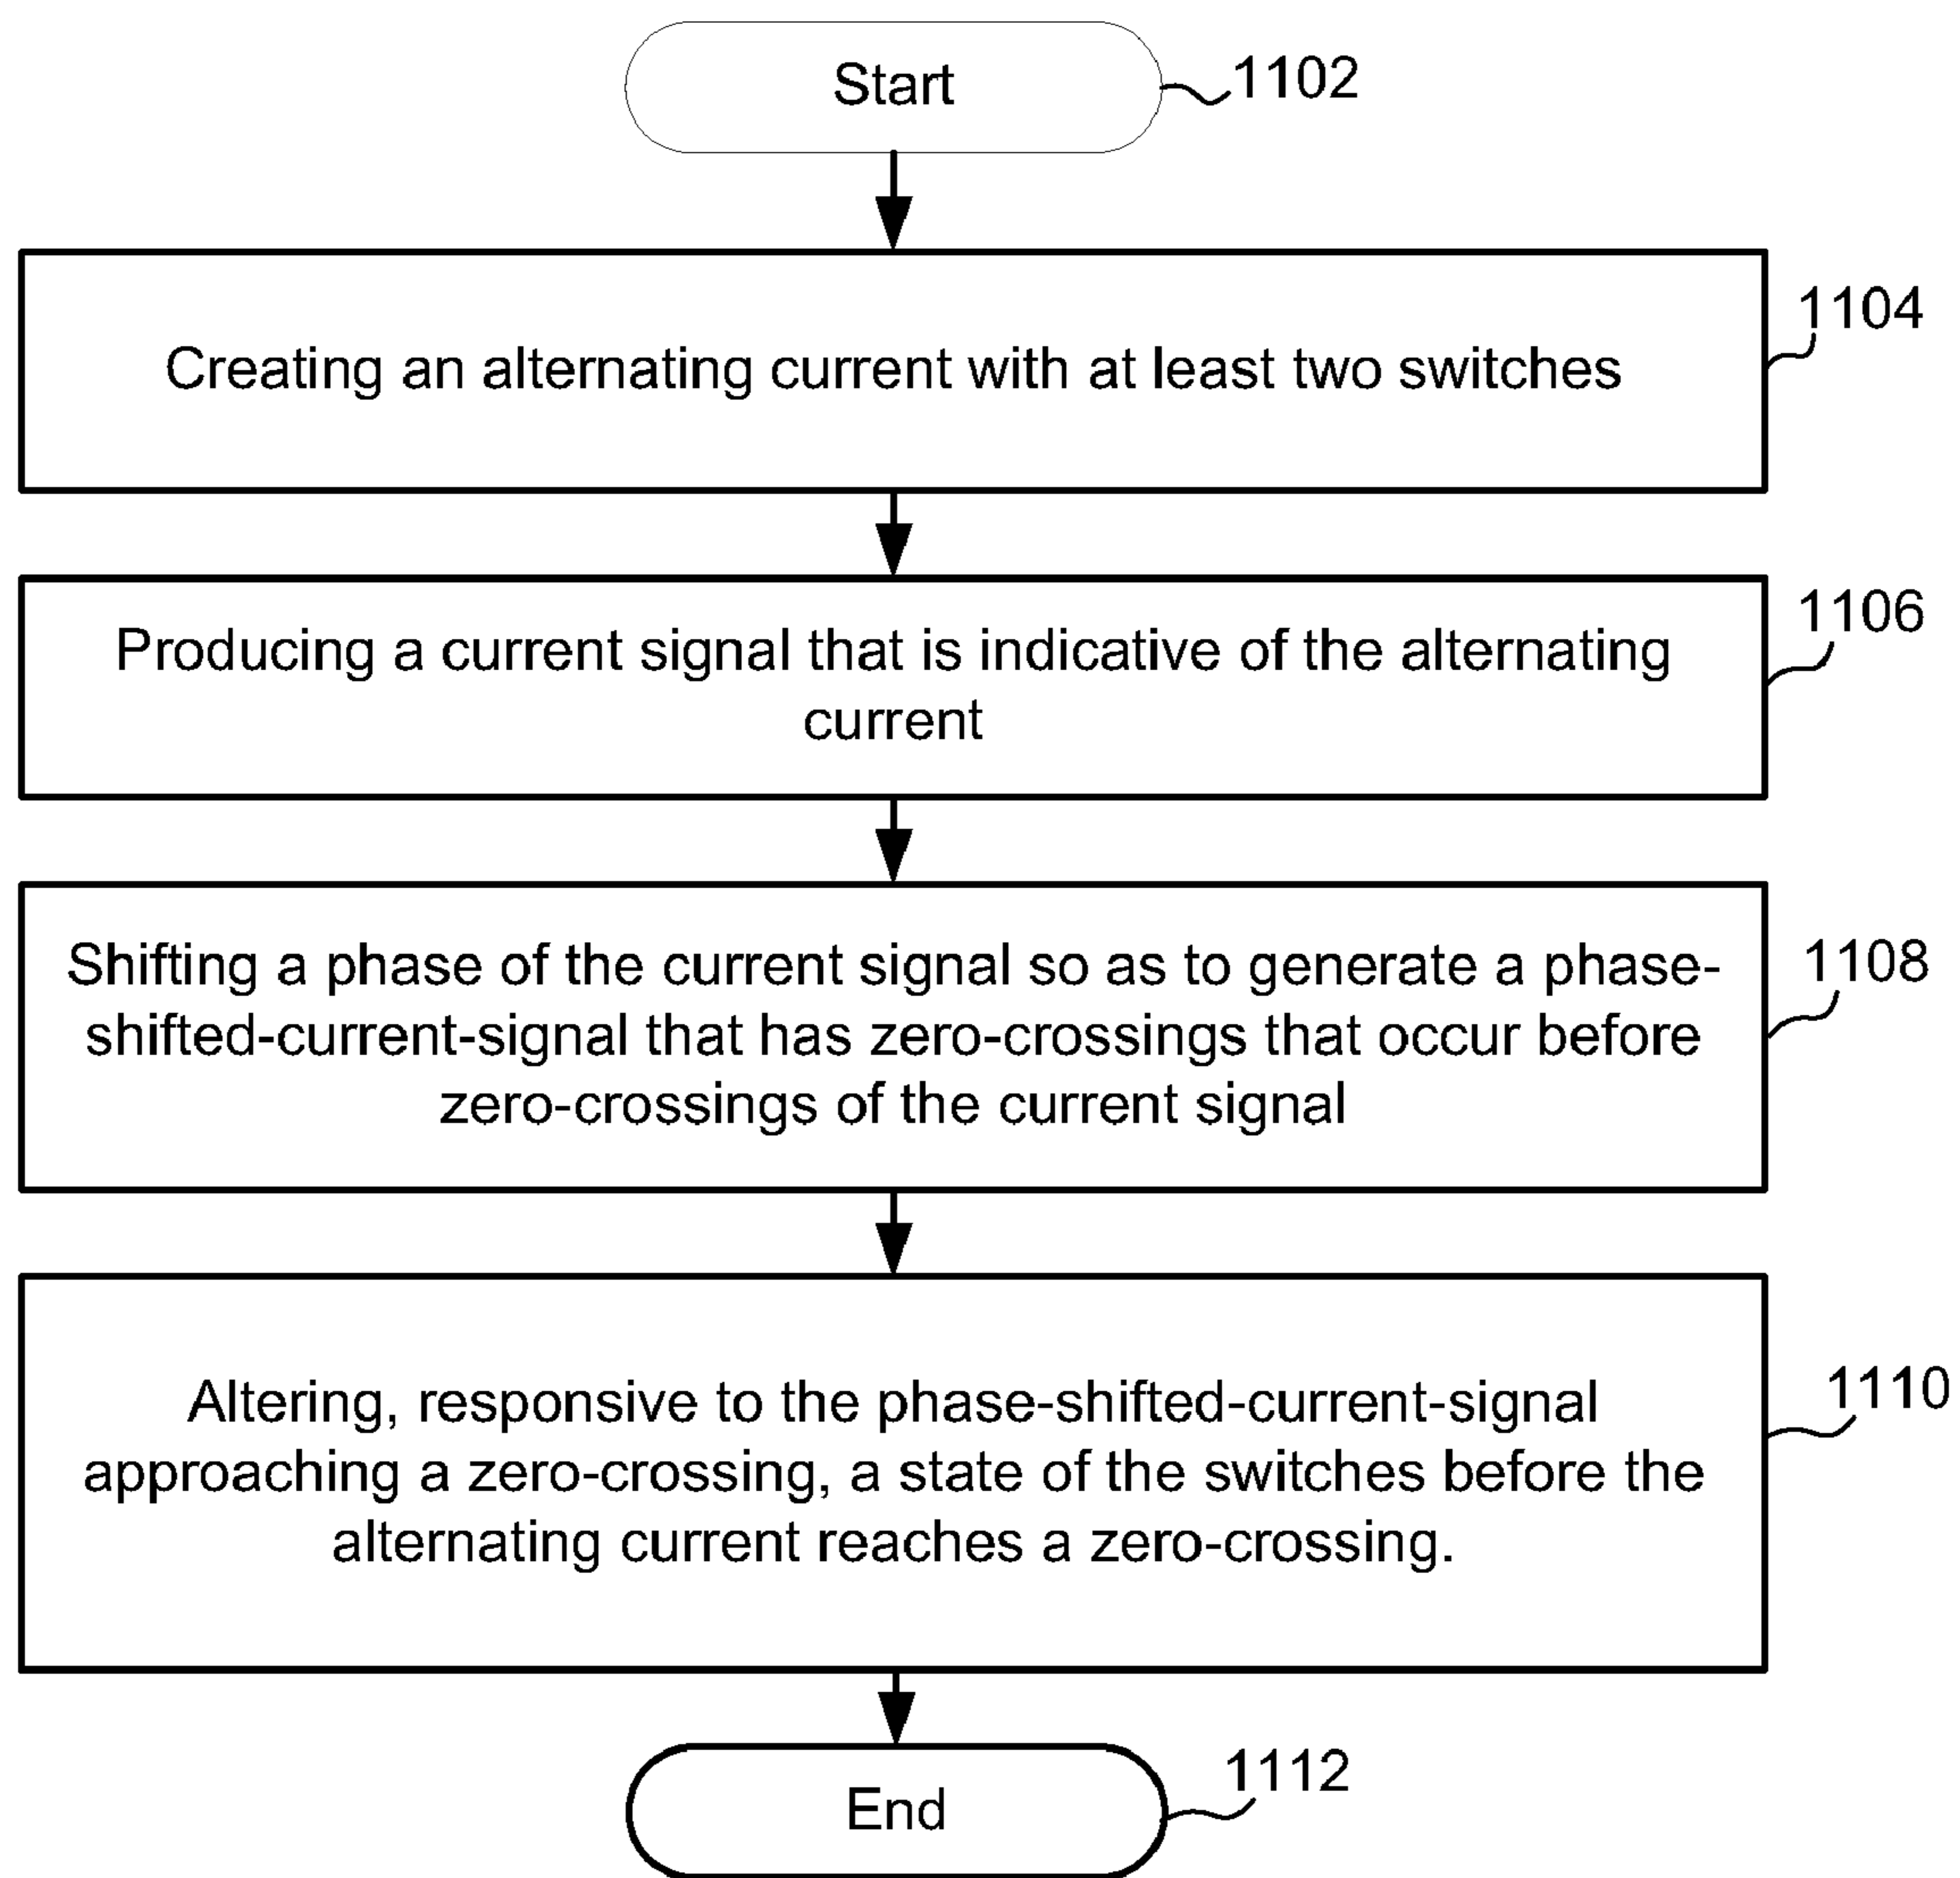 Start
1102
1104
Creating an alternating current with at least two switches
1106
Producing a current signal that is indicative of the alternating
current
1108
Shifting a phase of the current signal so as to generate a phase-
shifted-current-signal that has zero-crossings that occur before
zero-crossings of the current signal
1110
Altering, responsive to the phase-shifted-current-signal
approaching a zero-crossing, a state of the switches before the
alternating current reaches a zero-crossing.
1112
End